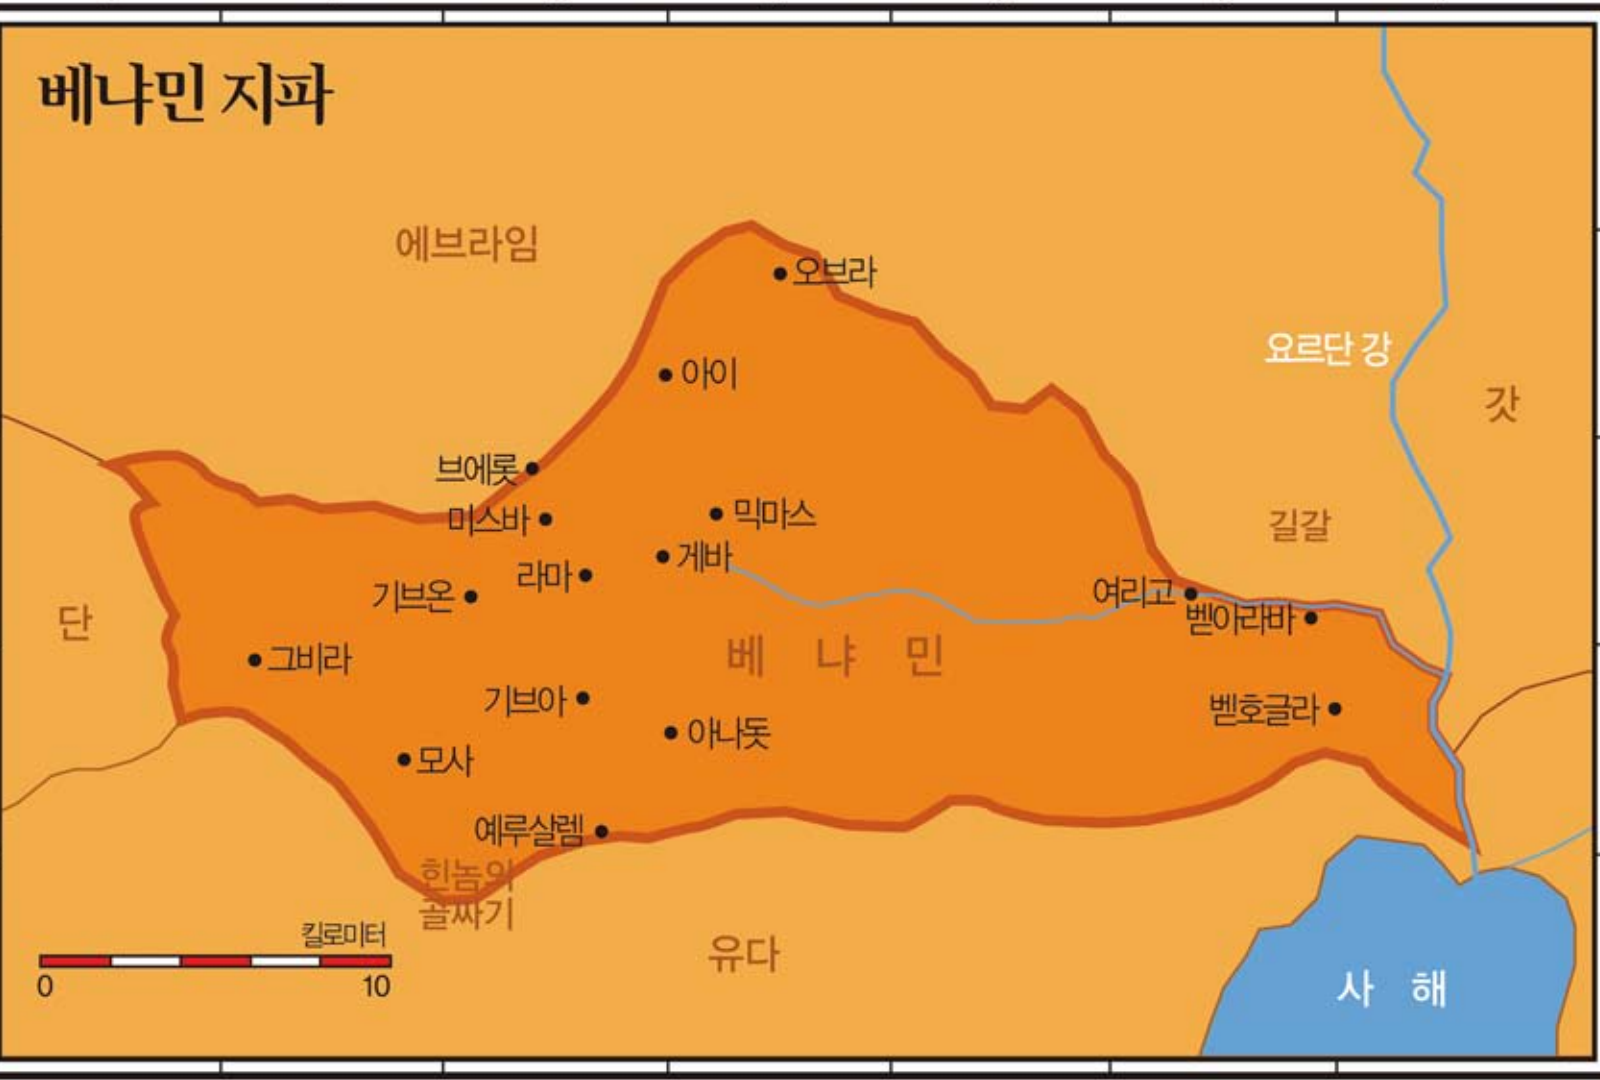 베냐민 지파
에브라임
오브라
요르단 강
아이
갓
브에롯
미스바
믹마스
길갈
게바
라마
기브온
여리고
벧아라바
단
그비라
베 냐 민
기브아
벧호글라
아나돗
모사
예루살렘
힌놈의
골짜기
킬로미터
유다
0
10
사 해